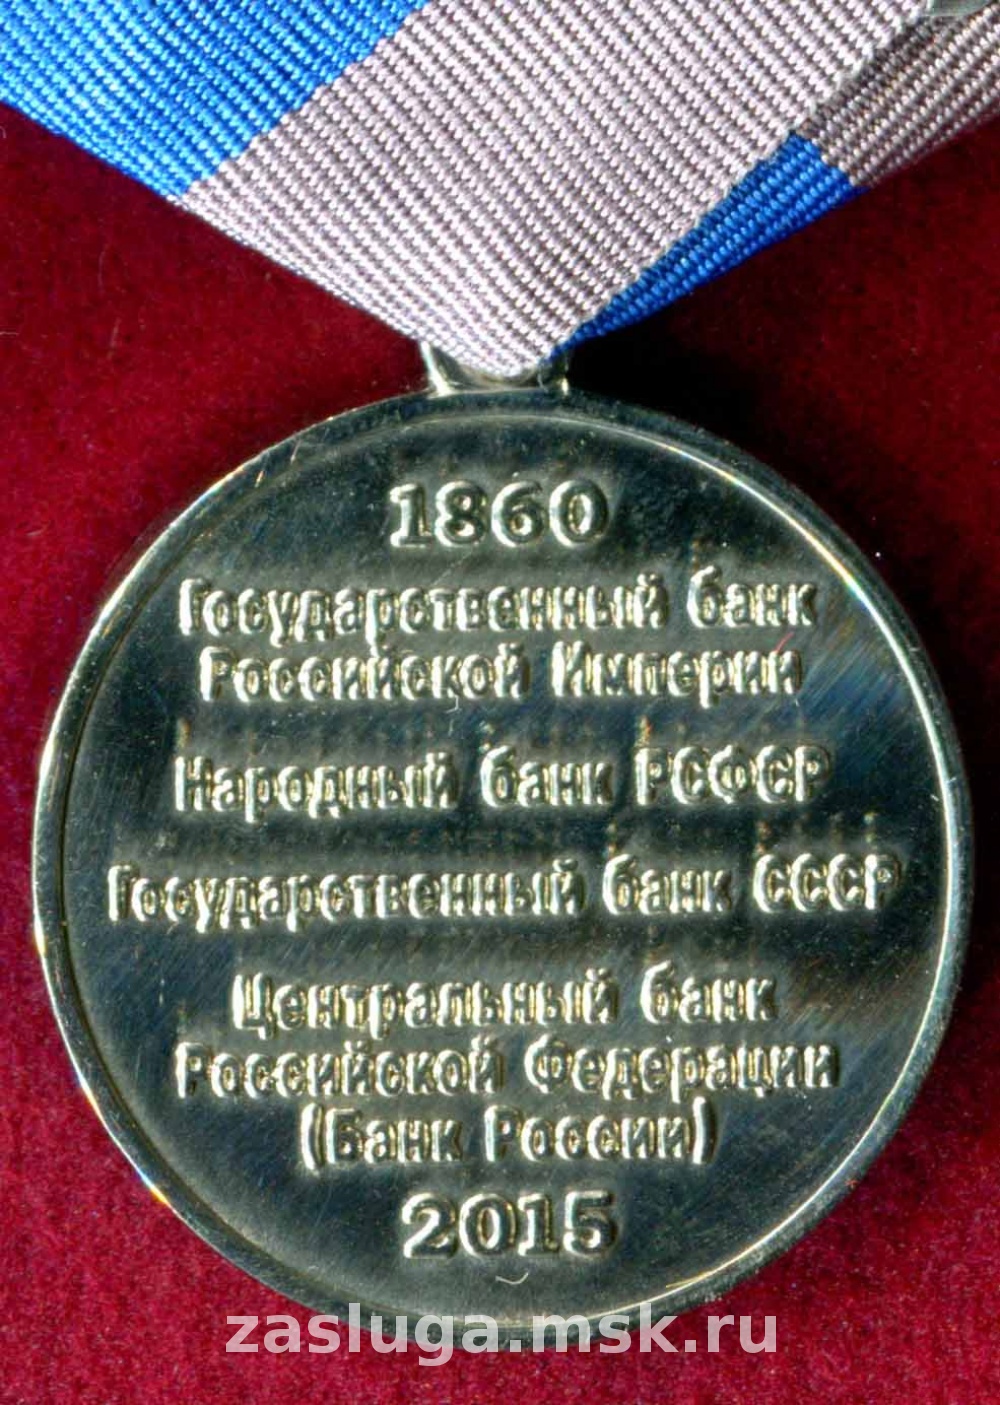 1860
Государственный банк
Российской Империи
Народный банк РСФСР
Государственный банк СССР
Центральный банк
Российской Федерации
(Банк России)
2015
zasluga.msk.ru